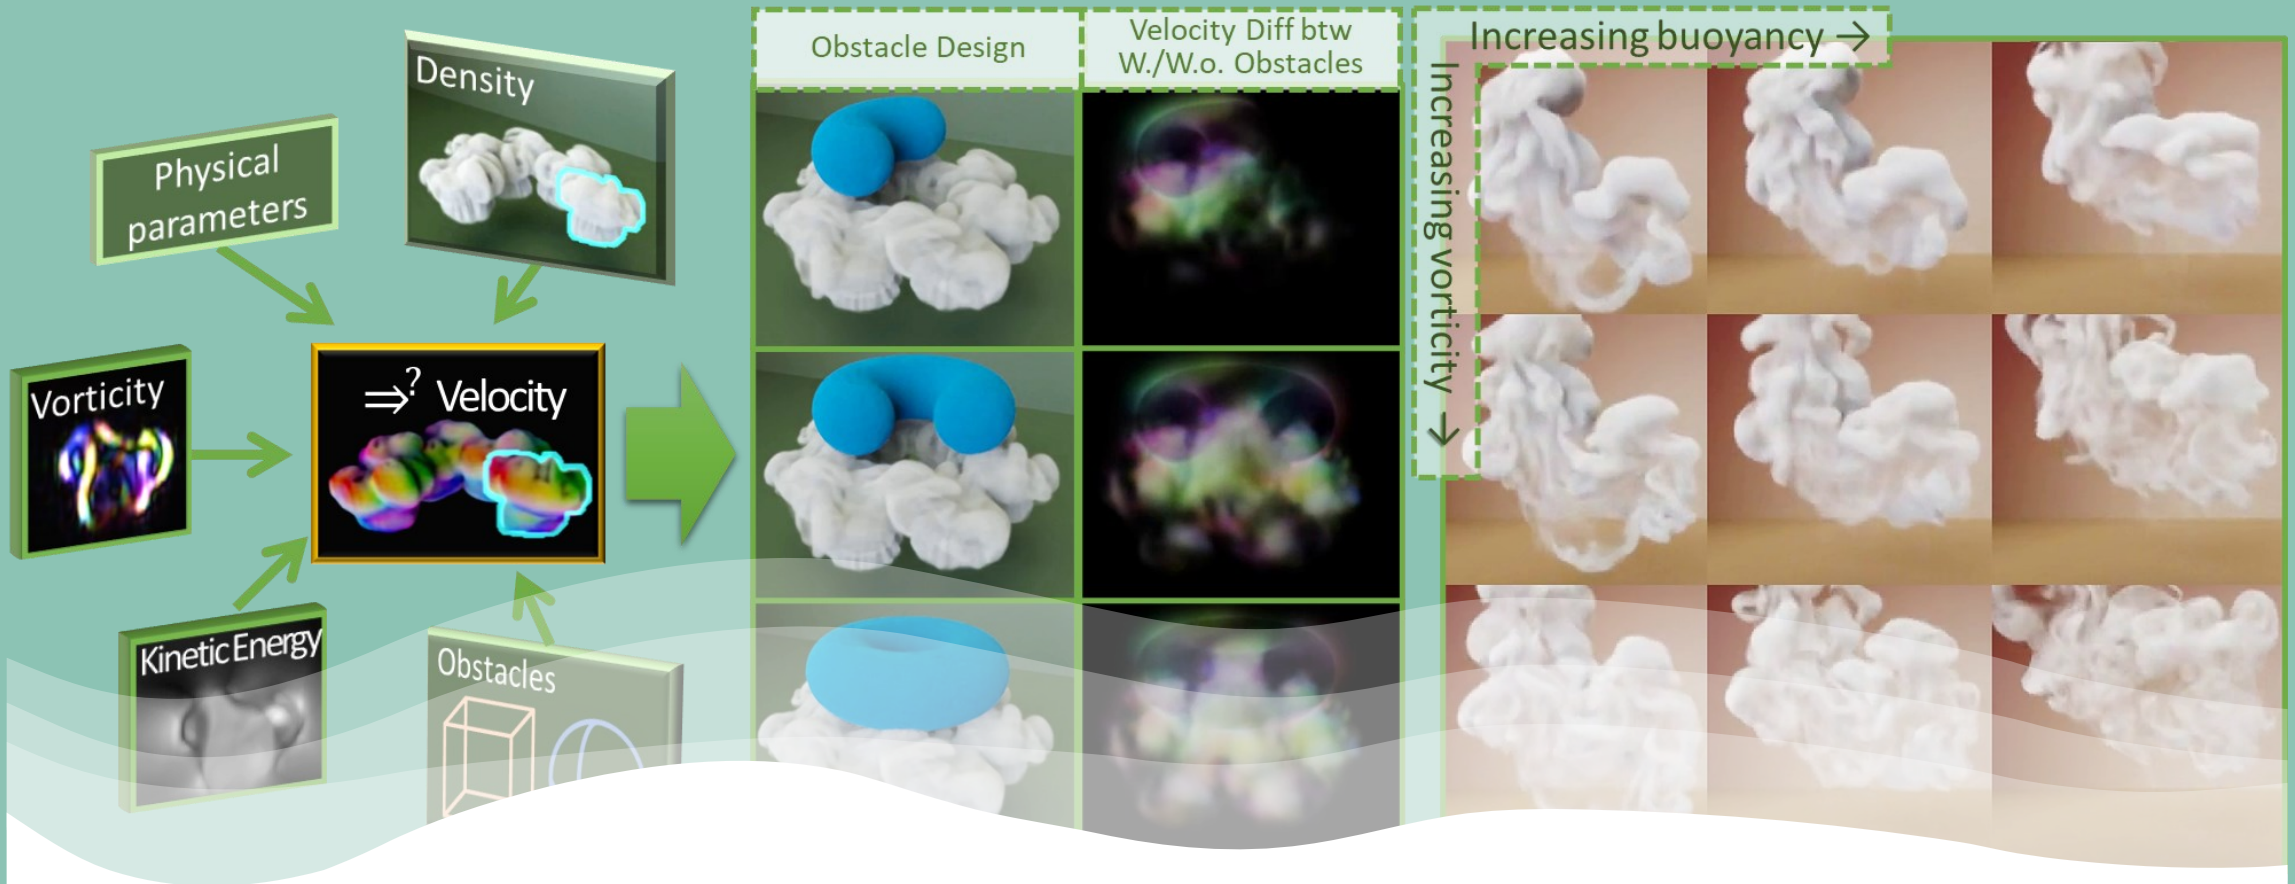 Physical
parameters
Density
Vorticity
⇒? Velocity
Kinetic Energy
Obstacles
Obstacle Design
Velocity Diff btw
W./W.o. Obstacles
Increasing buoyancy →
Increasing vorticity →